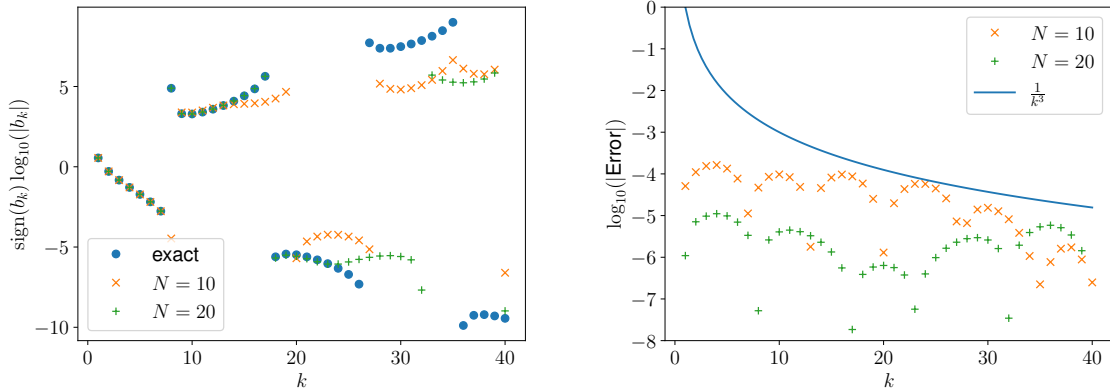 sign(b_k) log_10(|b_k|)
5
0
−5
−10
exact
N = 10
N = 20
0 10 20 30 40
k
log_10(|Error|)
0
−1
−2
−3
−4
−5
−6
−7
−8
N = 10
N = 20
1/k^3
0 10 20 30 40
k